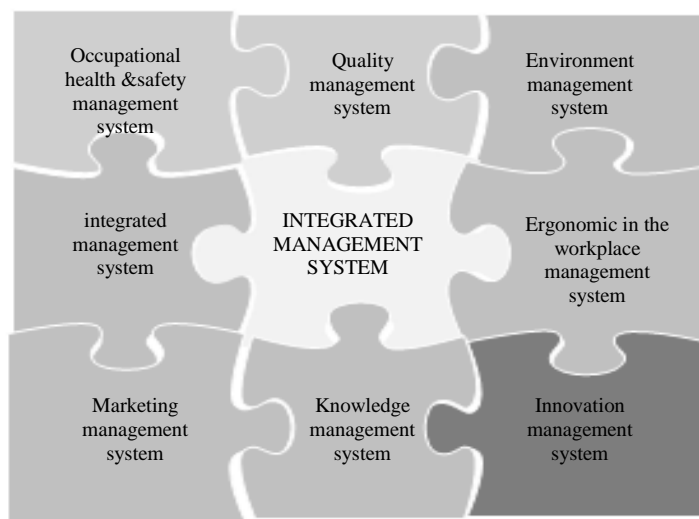 Occupational
health &safety
management
system
Quality
management
system
Environment
management
system
integrated
management
system
INTEGRATED
MANAGEMENT
SYSTEM
Ergonomic in the
workplace
management
system
Marketing
management
system
Knowledge
management
system
Innovation
management
system